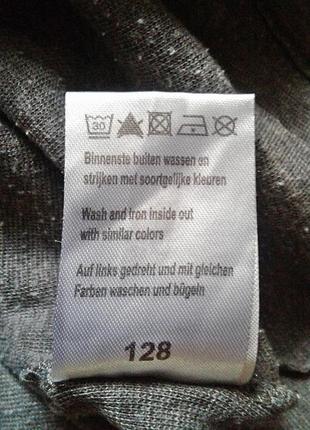 30
Binnenste buiten wassen en
strijken met soortgelijke kleuren
Wash and Iron inside out
with similar colors
Auf links gedreht und mit gleichen
Farben waschen und bügeln
128